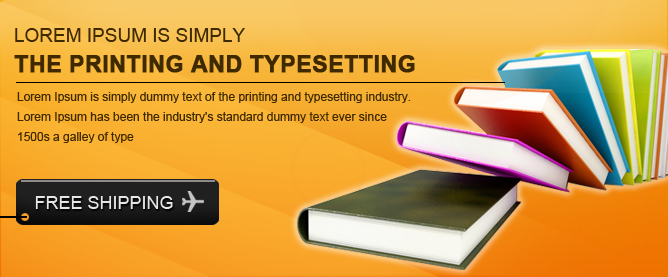 LOREM IPSUM IS SIMPLY
THE PRINTING AND TYPESETTING
Lorem Ipsum is simply dummy text of the printing and typesetting industry.
Lorem Ipsum has been the industry's standard dummy text ever since
1500s a galley of type
FREE SHIPPING